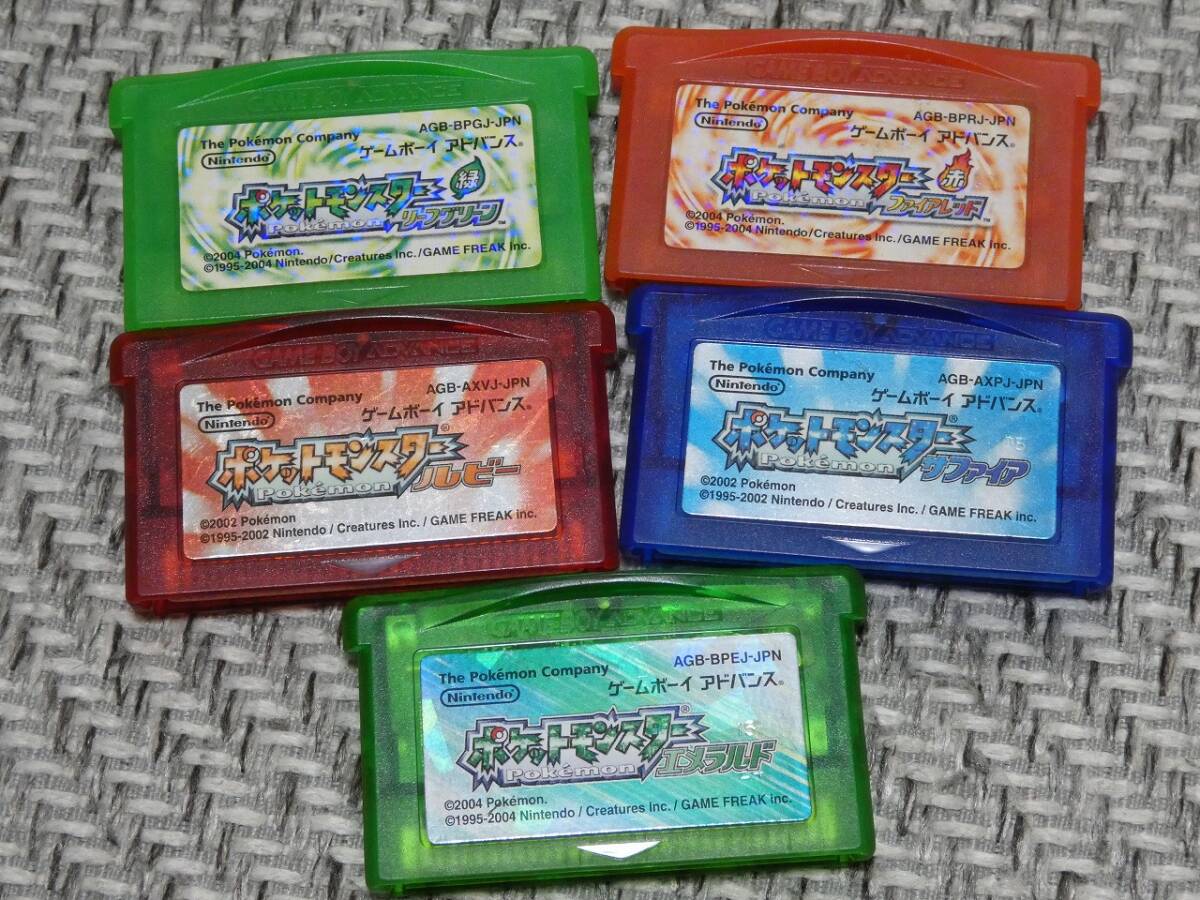 GAME BOY ADVANCE
The Pokémon Company
AGB-BPGJ-JPN
Nintendo
ゲームボーイ アドバンス®
ポケットモンスター
緑
Pokémon
リーフグリーン™
©2004 Pokémon.
©1995-2004 Nintendo/Creatures Inc./GAME FREAK inc.
GAME BOY ADVANCE
The Pokémon Company
AGB-BPRJ-JPN
Nintendo
ゲームボーイ アドバンス®
ポケットモンスター
赤
Pokémon
ファイアレッド™
©2004 Pokémon.
©1995-2004 Nintendo/Creatures Inc./GAME FREAK inc.
GAME BOY ADVANCE
The Pokémon Company
AGB-AXVJ-JPN
Nintendo
ゲームボーイ アドバンス®
ポケットモンスター®
Pokémon
ルビー
©2002 Pokémon
©1995-2002 Nintendo/Creatures Inc./GAME FREAK inc.
GAME BOY ADVANCE
The Pokémon Company
AGB-AXPJ-JPN
Nintendo
ゲームボーイ アドバンス®
ポケットモンスター®
Pokémon
サファイア
©2002 Pokémon
©1995-2002 Nintendo/Creatures Inc./GAME FREAK inc.
GAME BOY ADVANCE
The Pokémon Company
AGB-BPEJ-JPN
Nintendo
ゲームボーイ アドバンス®
ポケットモンスター®
Pokémon
エメラルド
©2004 Pokémon.
©1995-2004 Nintendo/Creatures Inc./GAME FREAK inc.